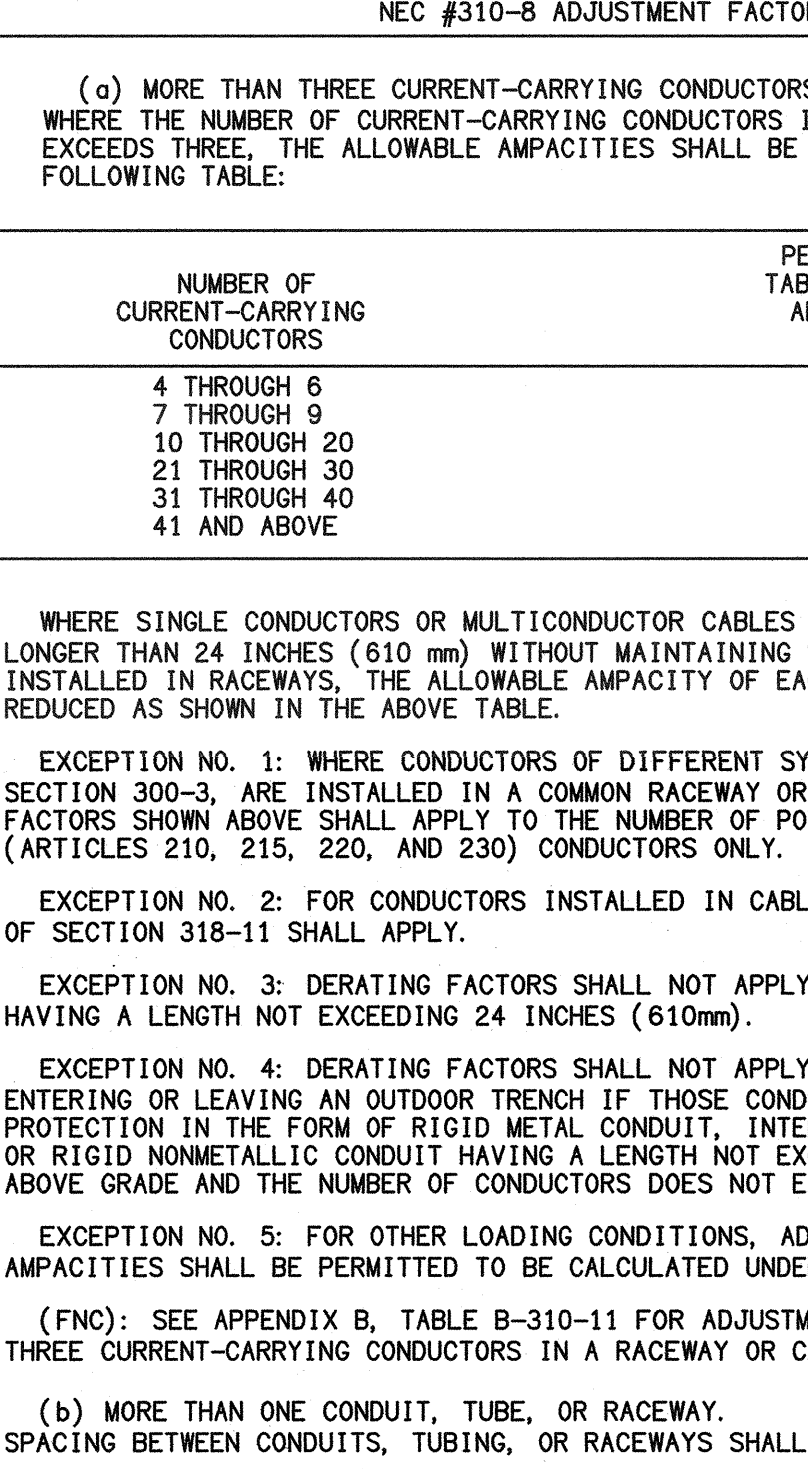 NEC #310-8 ADJUSTMENT FACTO
(a) MORE THAN THREE CURRENT-CARRYING CONDUCTORS
WHERE THE NUMBER OF CURRENT-CARRYING CONDUCTORS I
EXCEEDS THREE, THE ALLOWABLE AMPACITIES SHALL BE
FOLLOWING TABLE:
PE
NUMBER OF TAB
CURRENT-CARRYING A
CONDUCTORS
4 THROUGH 6
7 THROUGH 9
10 THROUGH 20
21 THROUGH 30
31 THROUGH 40
41 AND ABOVE
WHERE SINGLE CONDUCTORS OR MULTICONDUCTOR CABLES
LONGER THAN 24 INCHES (610 mm) WITHOUT MAINTAINING
INSTALLED IN RACEWAYS, THE ALLOWABLE AMPACITY OF EA
REDUCED AS SHOWN IN THE ABOVE TABLE.
EXCEPTION NO. 1: WHERE CONDUCTORS OF DIFFERENT SY
SECTION 300-3, ARE INSTALLED IN A COMMON RACEWAY OR
FACTORS SHOWN ABOVE SHALL APPLY TO THE NUMBER OF PO
(ARTICLES 210, 215, 220, AND 230) CONDUCTORS ONLY.
EXCEPTION NO. 2: FOR CONDUCTORS INSTALLED IN CABL
OF SECTION 318-11 SHALL APPLY.
EXCEPTION NO. 3: DERATING FACTORS SHALL NOT APPLY
HAVING A LENGTH NOT EXCEEDING 24 INCHES (610mm).
EXCEPTION NO. 4: DERATING FACTORS SHALL NOT APPLY
ENTERING OR LEAVING AN OUTDOOR TRENCH IF THOSE COND
PROTECTION IN THE FORM OF RIGID METAL CONDUIT, INTE
OR RIGID NONMETALLIC CONDUIT HAVING A LENGTH NOT EX
ABOVE GRADE AND THE NUMBER OF CONDUCTORS DOES NOT E
EXCEPTION NO. 5: FOR OTHER LOADING CONDITIONS, AD
AMPACITIES SHALL BE PERMITTED TO BE CALCULATED UNDE
(FNC): SEE APPENDIX B, TABLE B-310-11 FOR ADJUSTM
THREE CURRENT-CARRYING CONDUCTORS IN A RACEWAY OR C
(b) MORE THAN ONE CONDUIT, TUBE, OR RACEWAY.
SPACING BETWEEN CONDUITS, TUBING, OR RACEWAYS SHALL